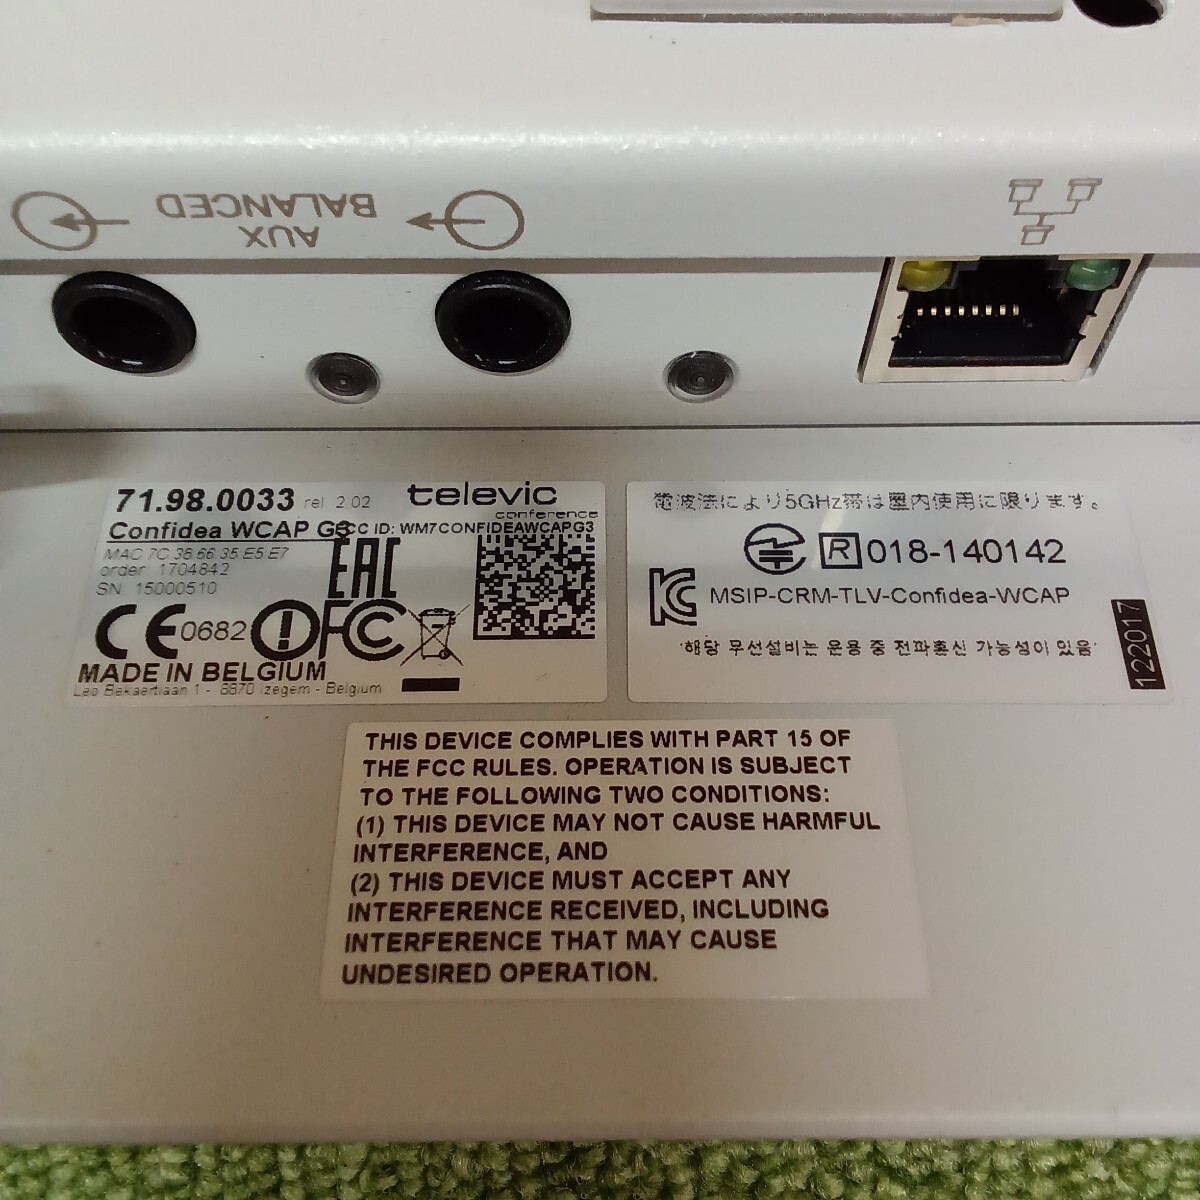 AUX
BALANCED
71.98.0033 rel 2.02
televic
conference
Confidea WCAP G3
FCC ID: WM7CONFIDEAWCAPG3
MAC 7C 38 66 35 E5 E7
order 1704842
SN 15000510
EAC
CE 0682 FC
MADE IN BELGIUM
Leo Bekaertlaan 1 - 8870 Izegem - Belgium
電波法により5GHz帯は屋内使用に限ります。
R 018-140142
MSIP-CRM-TLV-Confidea-WCAP
'해당 무선설비는 운용 중 전파혼신 가능성이 있음'
122017
THIS DEVICE COMPLIES WITH PART 15 OF
THE FCC RULES. OPERATION IS SUBJECT
TO THE FOLLOWING TWO CONDITIONS:
(1) THIS DEVICE MAY NOT CAUSE HARMFUL
INTERFERENCE, AND
(2) THIS DEVICE MUST ACCEPT ANY
INTERFERENCE RECEIVED, INCLUDING
INTERFERENCE THAT MAY CAUSE
UNDESIRED OPERATION.